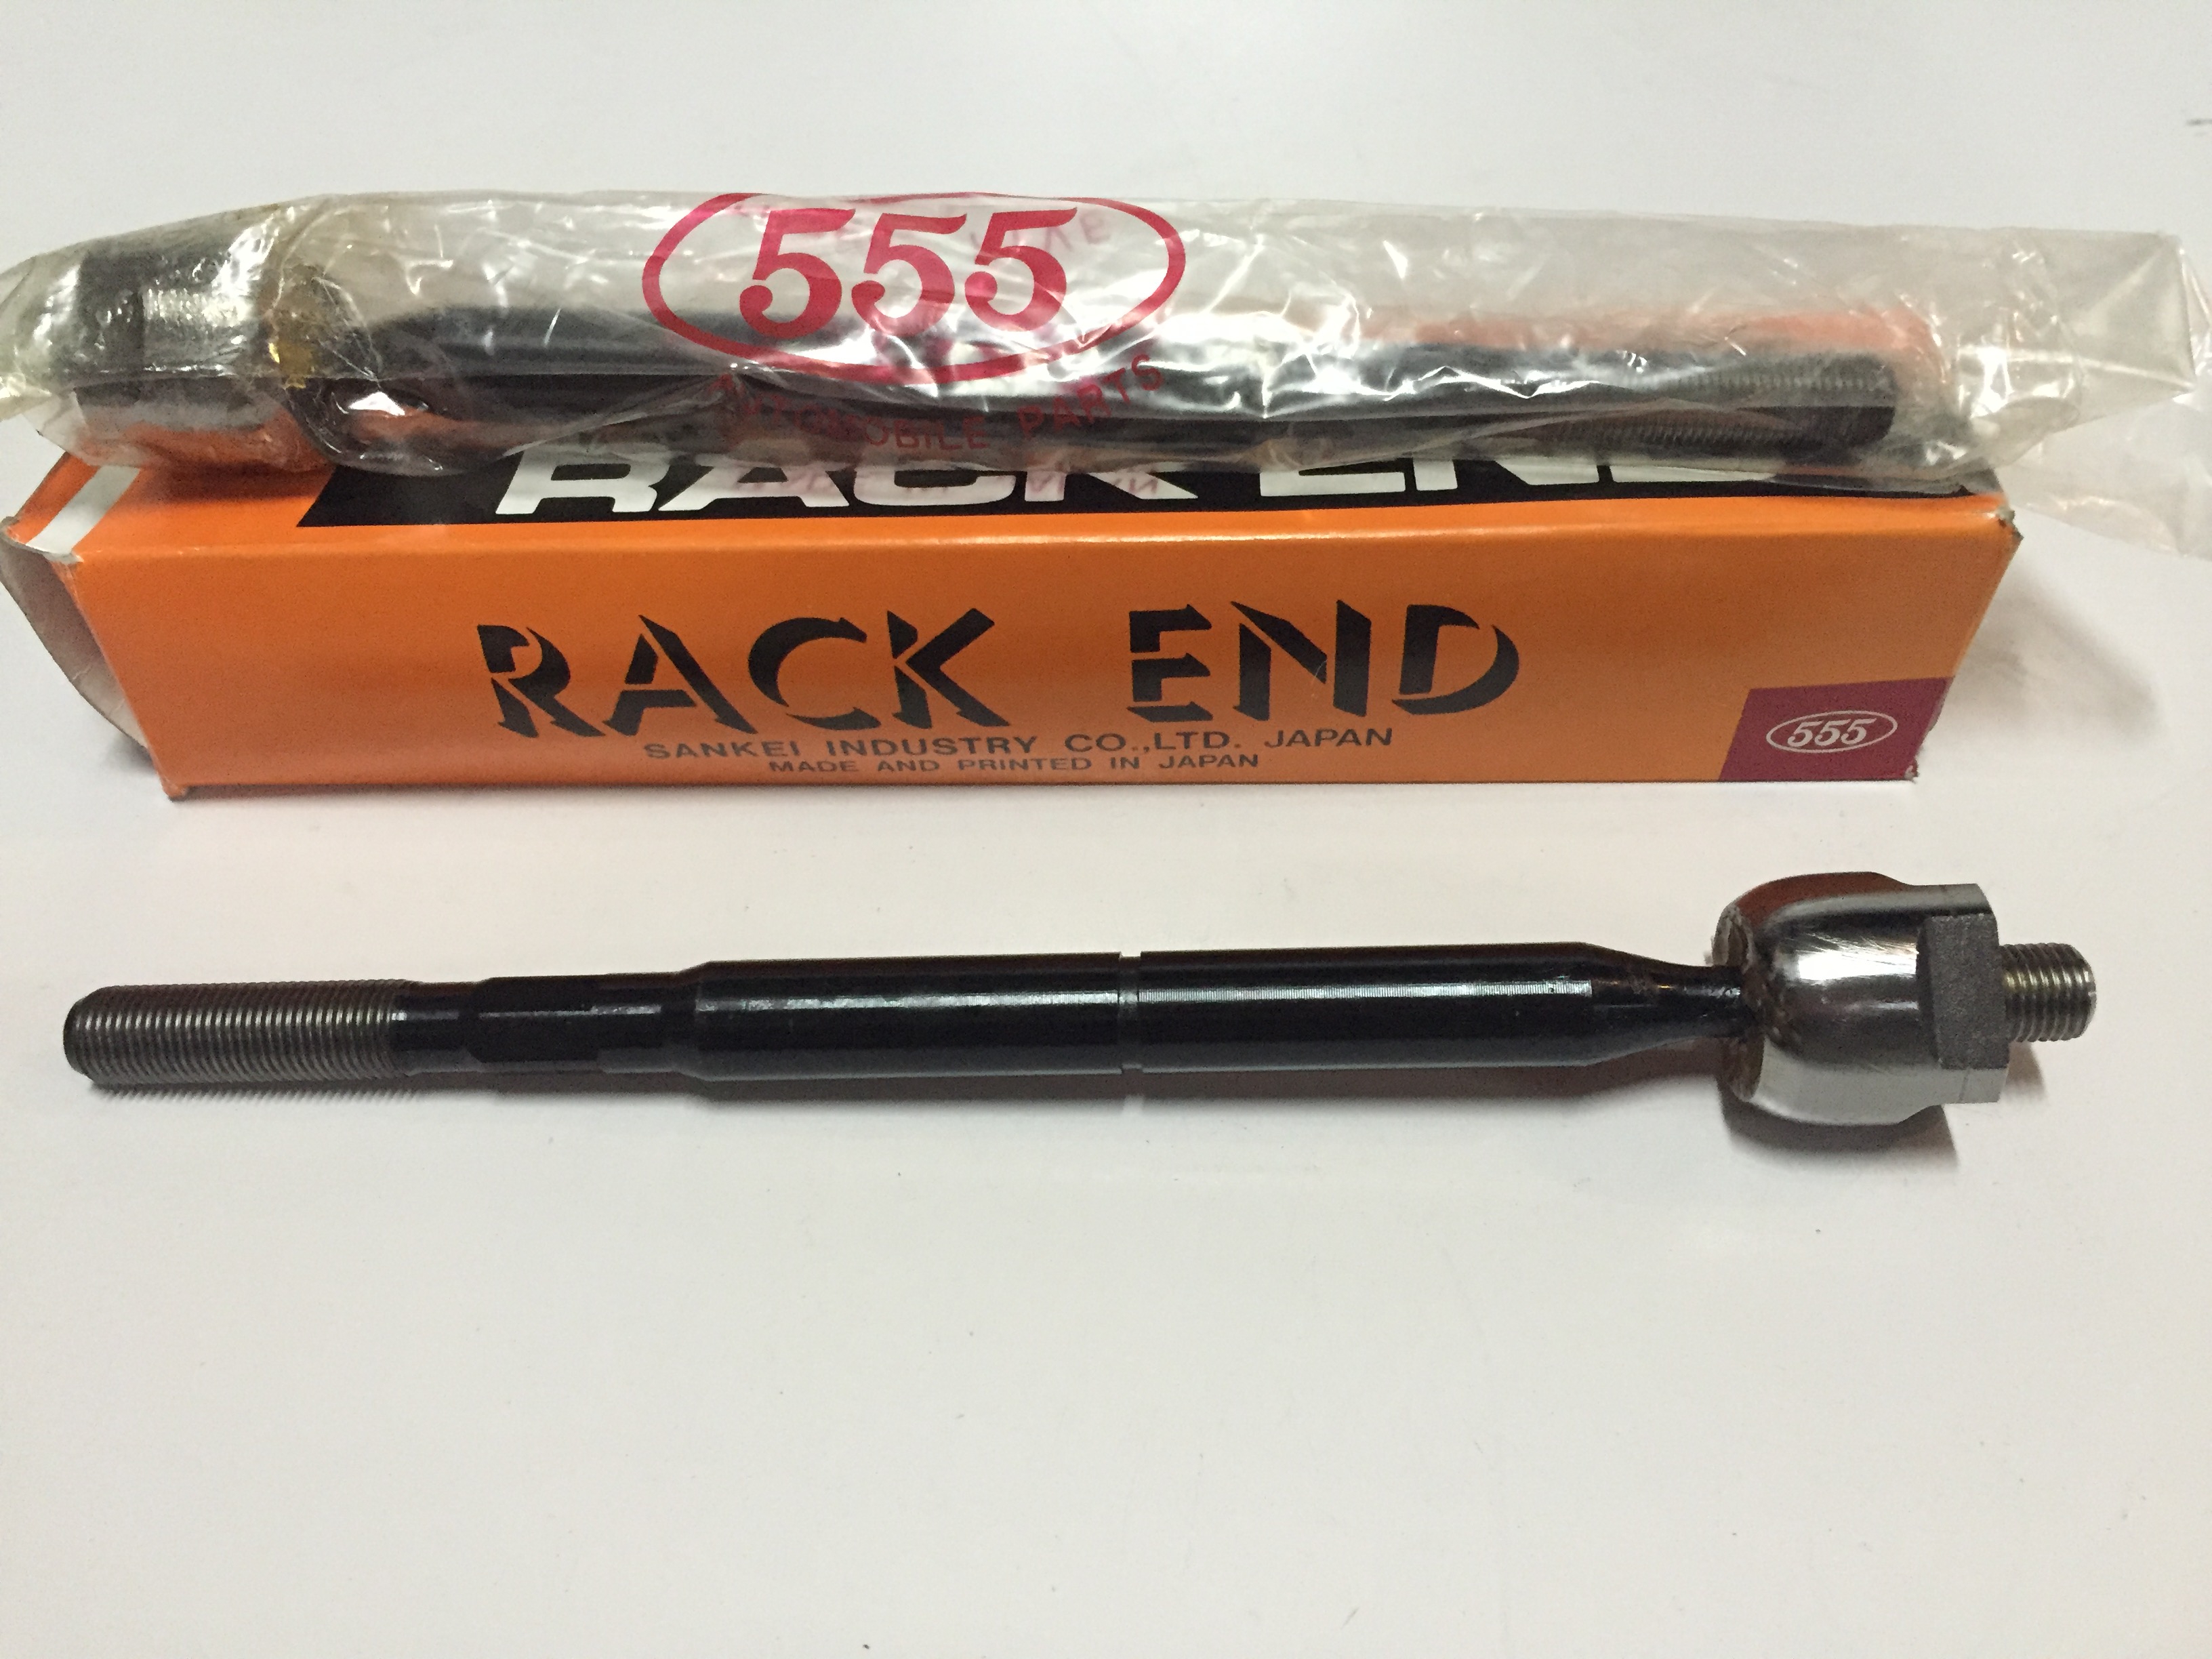 555
AUTOMOBILE PARTS
RACK END
RACK END
SANKEI INDUSTRY CO.,LTD. JAPAN
MADE AND PRINTED IN JAPAN
555